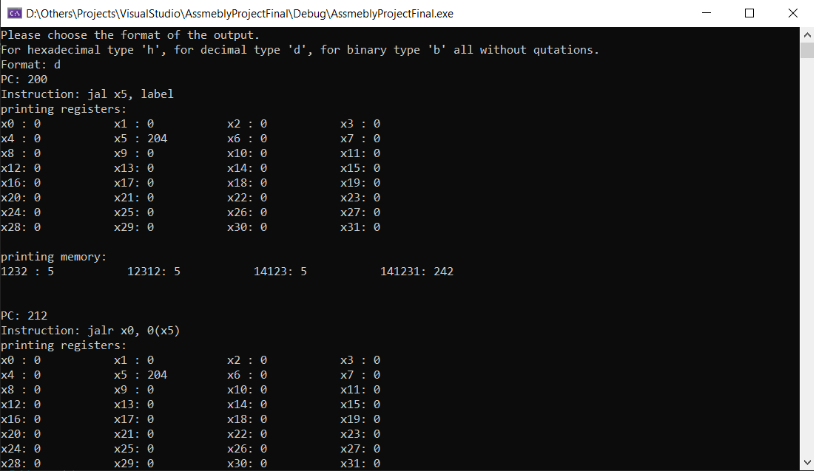 D:\Others\Projects\VisualStudio\AssmeblyProjectFinal\Debug\AssmeblyProjectFinal.exe
Please choose the format of the output.
For hexadecimal type 'h', for decimal type 'd', for binary type 'b' all without qutations.
Format: d
PC: 200
Instruction: jal x5, label
printing registers:
x0 : 0 x1 : 0 x2 : 0 x3 : 0
x4 : 0 x5 : 204 x6 : 0 x7 : 0
x8 : 0 x9 : 0 x10: 0 x11: 0
x12: 0 x13: 0 x14: 0 x15: 0
x16: 0 x17: 0 x18: 0 x19: 0
x20: 0 x21: 0 x22: 0 x23: 0
x24: 0 x25: 0 x26: 0 x27: 0
x28: 0 x29: 0 x30: 0 x31: 0
printing memory:
1232 : 5 12312: 5 14123: 5 141231: 242
PC: 212
Instruction: jalr x0, 0(x5)
printing registers:
x0 : 0 x1 : 0 x2 : 0 x3 : 0
x4 : 0 x5 : 204 x6 : 0 x7 : 0
x8 : 0 x9 : 0 x10: 0 x11: 0
x12: 0 x13: 0 x14: 0 x15: 0
x16: 0 x17: 0 x18: 0 x19: 0
x20: 0 x21: 0 x22: 0 x23: 0
x24: 0 x25: 0 x26: 0 x27: 0
x28: 0 x29: 0 x30: 0 x31: 0